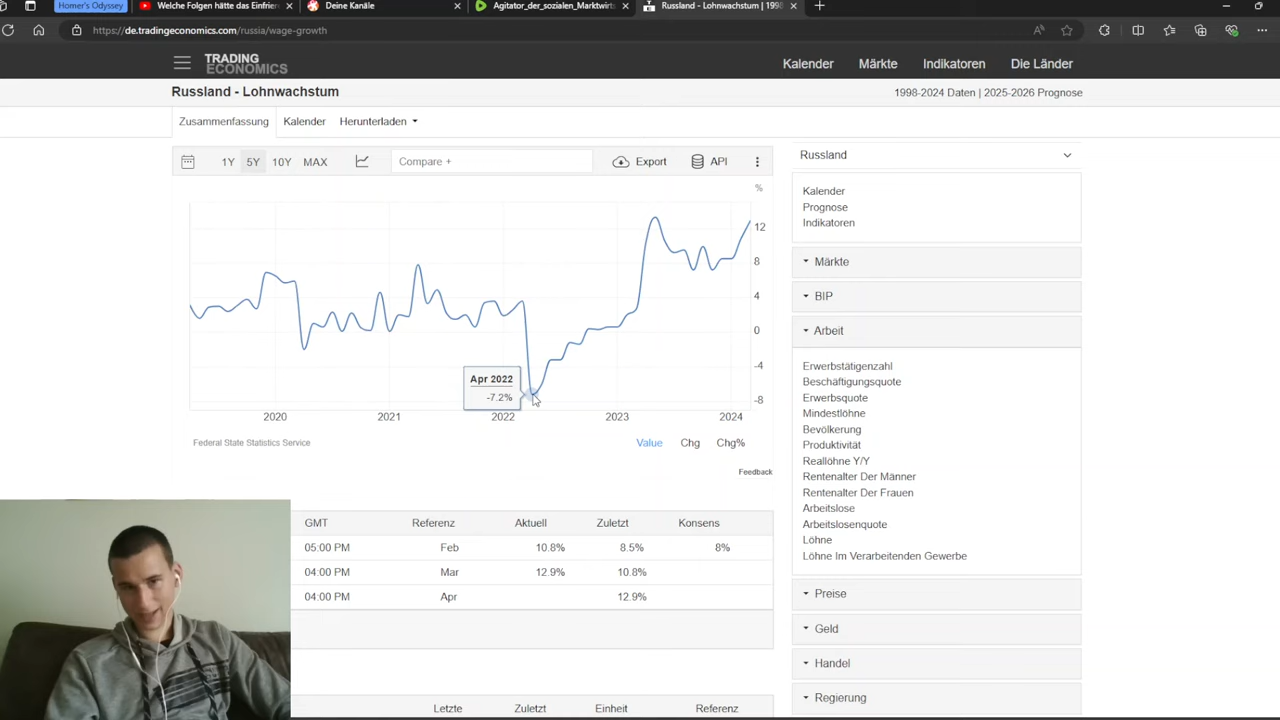 Homer's Odyssey
Welche Folgen hätte das Einfrier
Deine Kanäle
Agitator_der_sozialen_Marktwirts
Russland - Lohnwachstum | 1998
https://de.tradingeconomics.com/russia/wage-growth
TRADING
ECONOMICS
Kalender Märkte Indikatoren Die Länder
Russland - Lohnwachstum
1998-2024 Daten | 2025-2026 Prognose
Zusammenfassung Kalender Herunterladen
1Y 5Y 10Y MAX Compare + Export API
%
12
8
4
0
-4
-8
Apr 2022
-7.2%
2020 2021 2022 2023 2024
Federal State Statistics Service
Value Chg Chg%
Feedback
GMT Referenz Aktuell Zuletzt Konsens
05:00 PM Feb 10.8% 8.5% 8%
04:00 PM Mar 12.9% 10.8%
04:00 PM Apr 12.9%
Letzte Zuletzt Einheit Referenz
Russland
Kalender
Prognose
Indikatoren
Märkte
BIP
Arbeit
Erwerbstätigenzahl
Beschäftigungsquote
Erwerbsquote
Mindestlöhne
Bevölkerung
Produktivität
Reallöhne Y/Y
Rentenalter Der Männer
Rentenalter Der Frauen
Arbeitslose
Arbeitslosenquote
Löhne
Löhne Im Verarbeitenden Gewerbe
Preise
Geld
Handel
Regierung